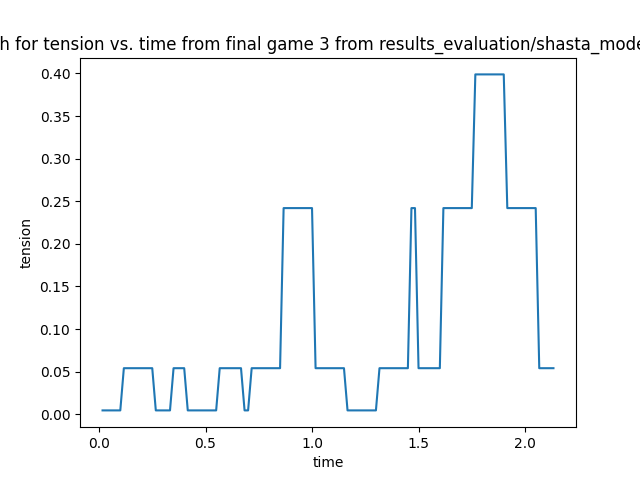 h for tension vs. time from final game 3 from results_evaluation/shasta_mode
0.40
0.35
0.30
0.25
0.20
0.15
0.10
0.05
0.00
tension
0.0 0.5 1.0 1.5 2.0
time